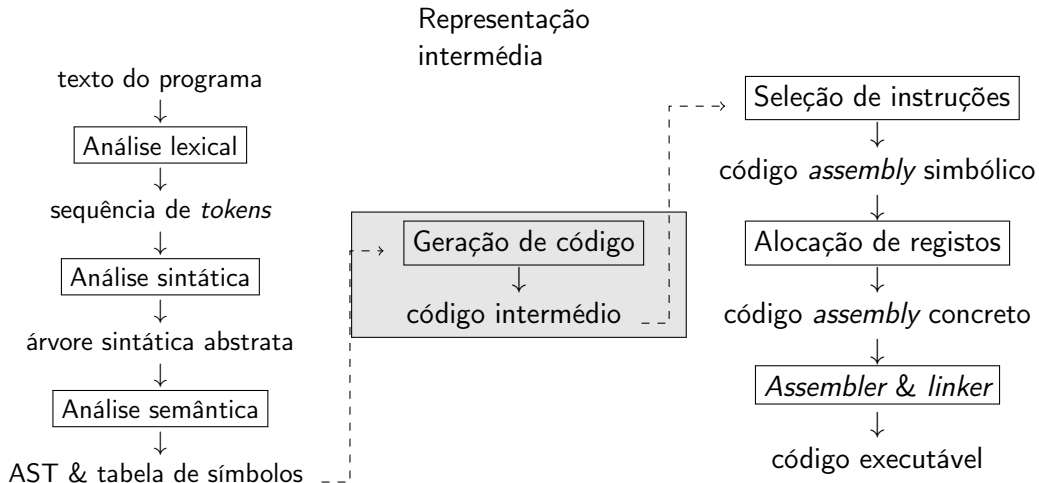 Representação
intermédia
texto do programa
Análise lexical
sequência de tokens
Análise sintática
árvore sintática abstrata
Análise semântica
AST & tabela de símbolos
Geração de código
código intermédio
Seleção de instruções
código assembly simbólico
Alocação de registos
código assembly concreto
Assembler & linker
código executável